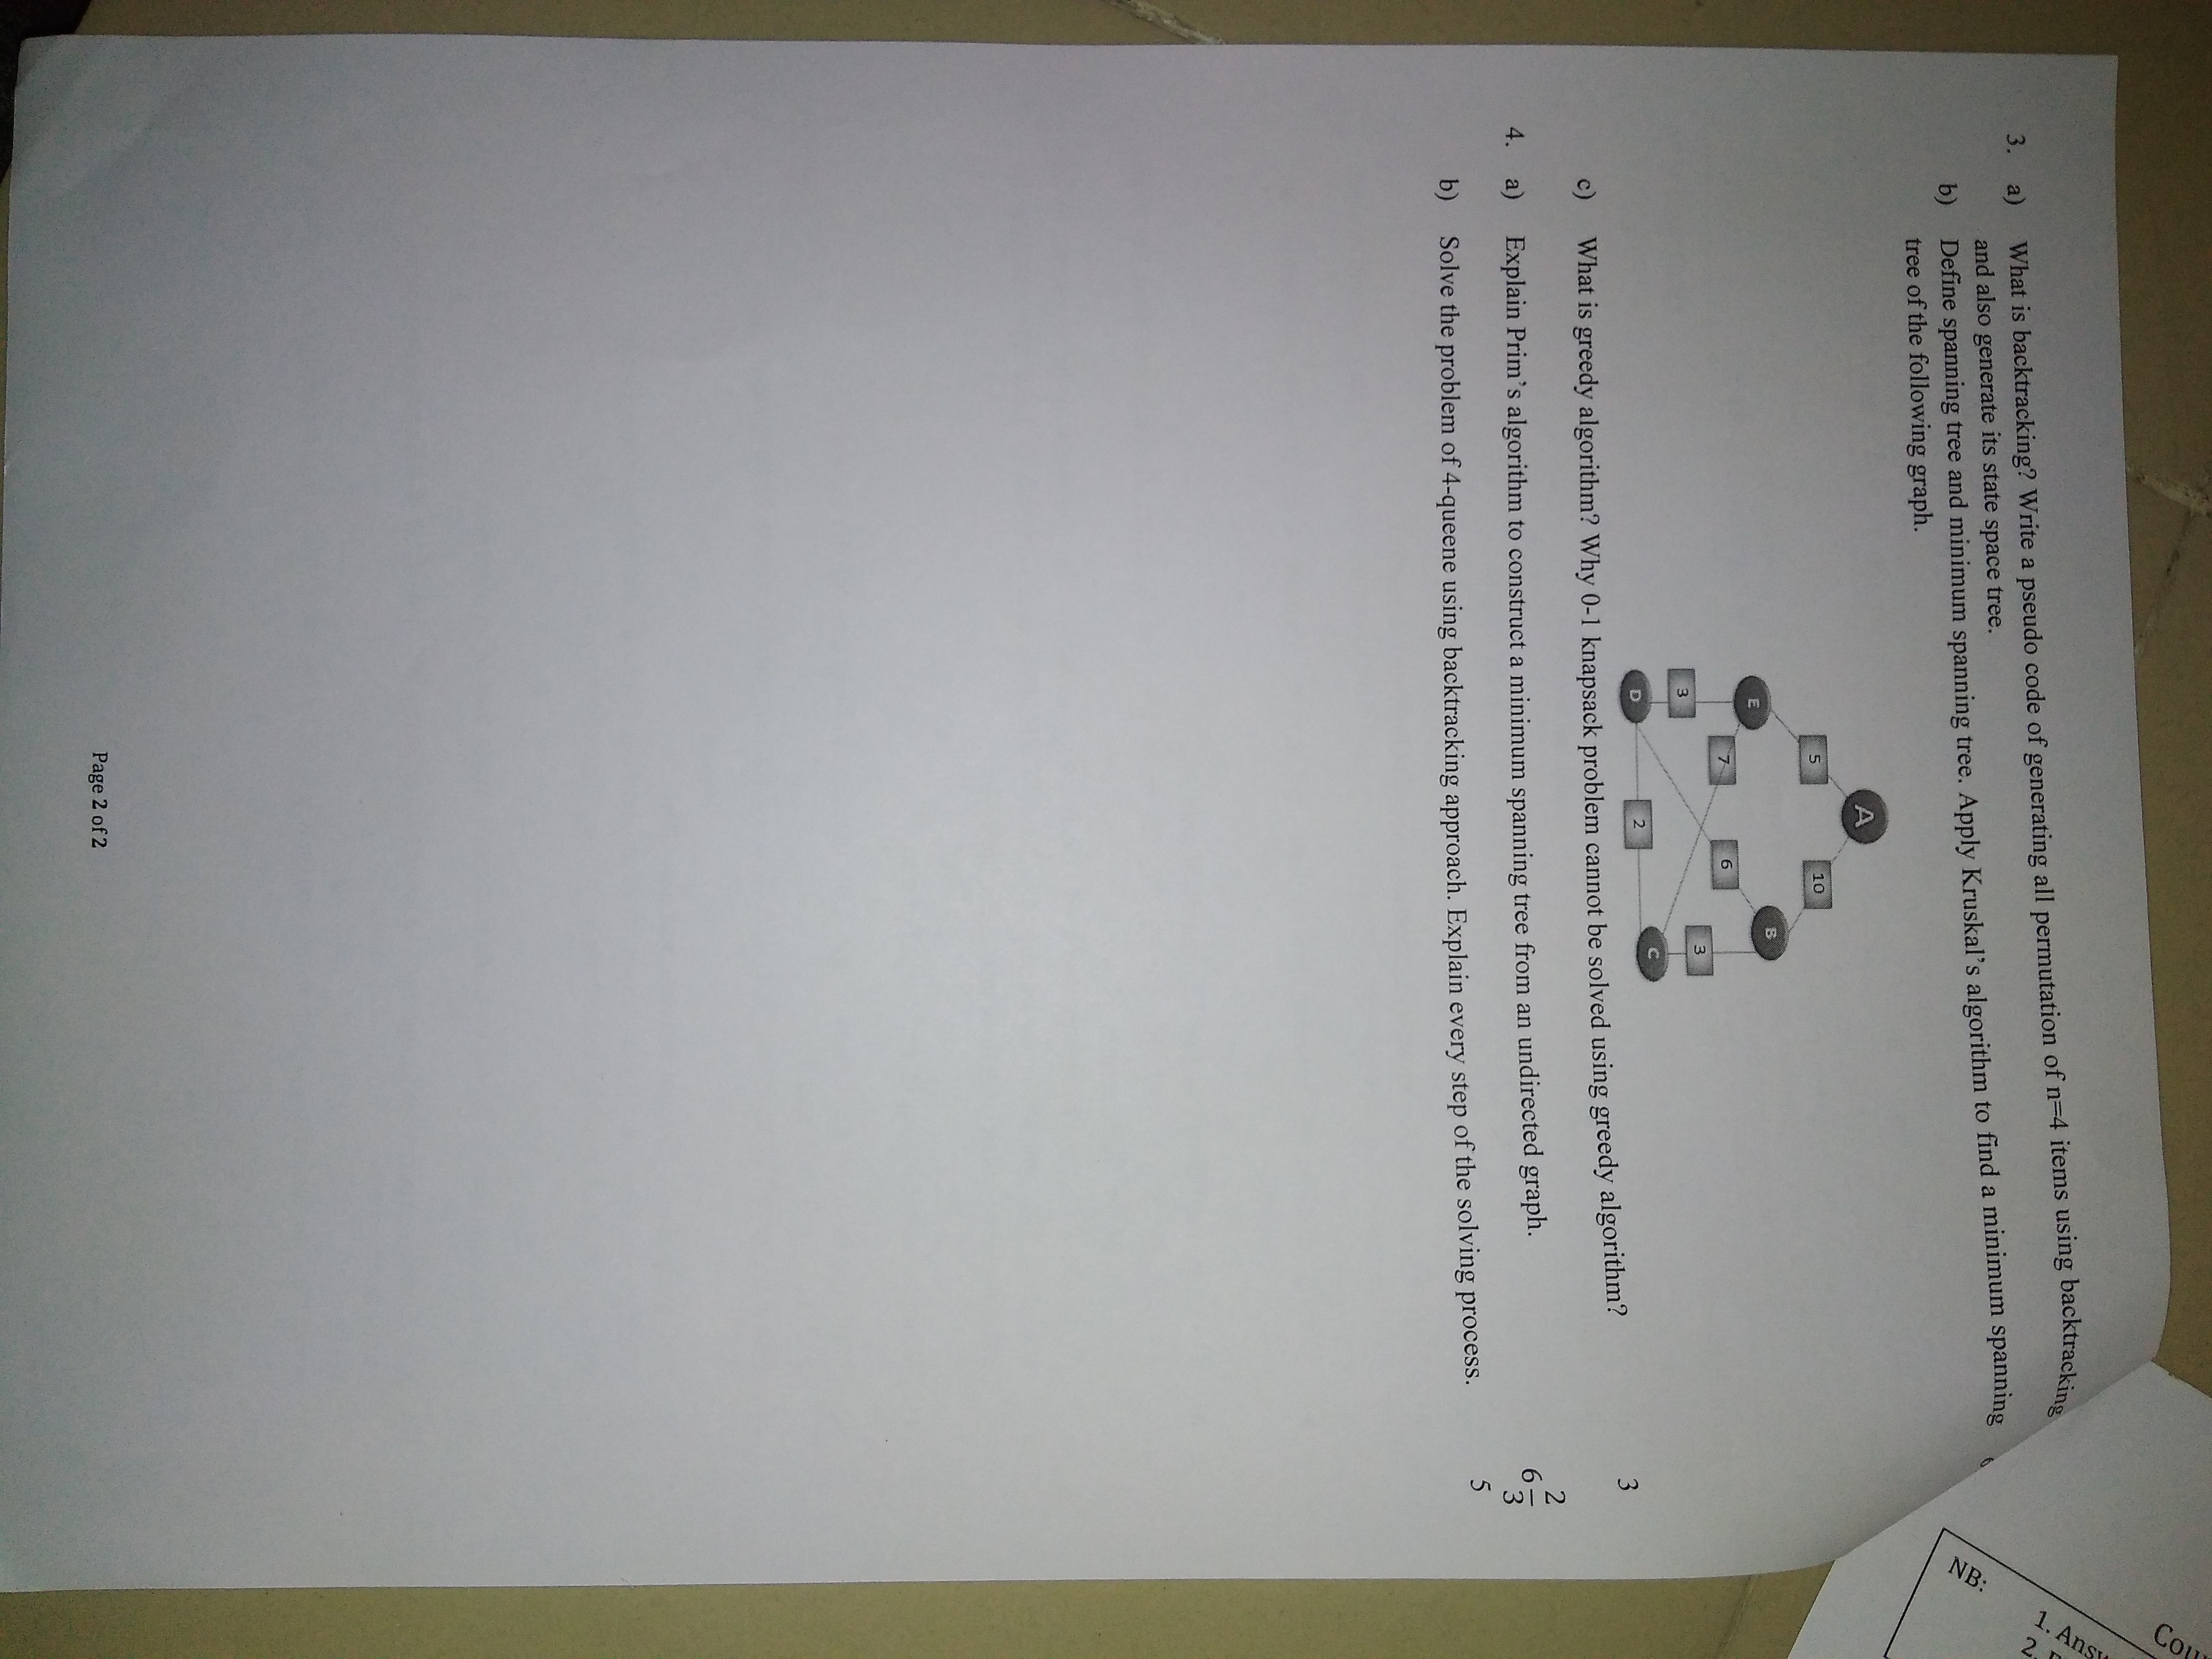 3. a) What is backtracking? Write a pseudo code of generating all permutation of n=4 items using backtracking
and also generate its state space tree.
b) Define spanning tree and minimum spanning tree. Apply Kruskal's algorithm to find a minimum spanning
tree of the following graph.
A
5 10
E B
7 6
3 3
D 2 C
c) What is greedy algorithm? Why 0-1 knapsack problem cannot be solved using greedy algorithm? 3
4. a) Explain Prim's algorithm to construct a minimum spanning tree from an undirected graph. 6 2/3
b) Solve the problem of 4-queene using backtracking approach. Explain every step of the solving process. 5
Page 2 of 2
NB:
1.
2.